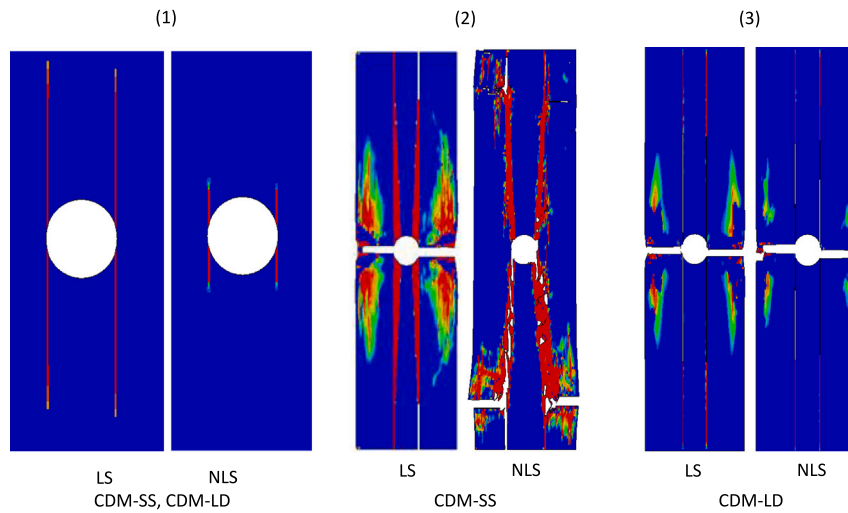 (1) (2) (3)
LS NLS LS NLS LS NLS
CDM-SS, CDM-LD CDM-SS CDM-LD